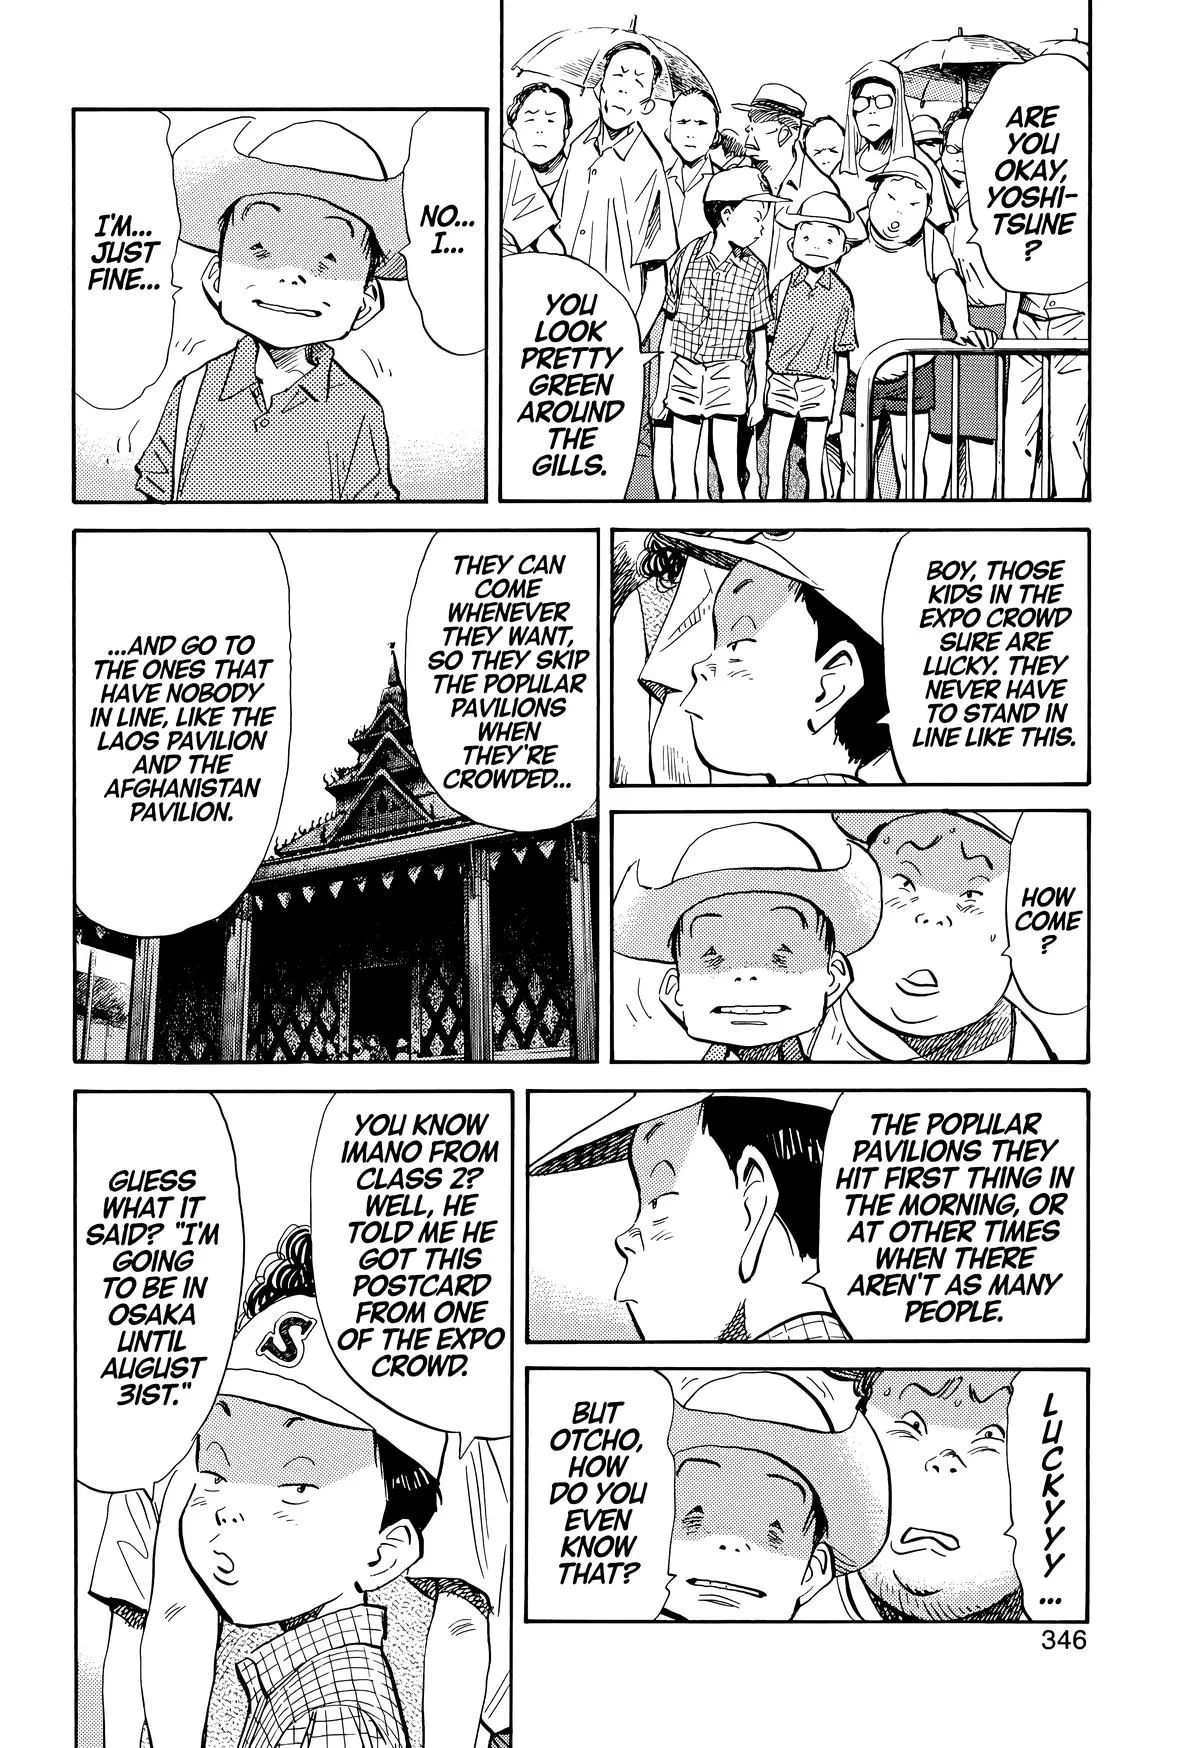 ARE
YOU
OKAY,
YOSHI-
TSUNE
?
YOU
LOOK
PRETTY
GREEN
AROUND
THE
GILLS.
NO...
I...
I'M...
JUST
FINE...
BOY, THOSE
KIDS IN THE
EXPO CROWD
SURE ARE
LUCKY. THEY
NEVER HAVE
TO STAND IN
LINE LIKE THIS.
THEY CAN
COME
WHENEVER
THEY WANT,
SO THEY SKIP
THE POPULAR
PAVILIONS
WHEN
THEY'RE
CROWDED...
...AND GO TO
THE ONES THAT
HAVE NOBODY
IN LINE, LIKE THE
LAOS PAVILION
AND THE
AFGHANISTAN
PAVILION.
HOW
COME
?
THE POPULAR
PAVILIONS THEY
HIT FIRST THING IN
THE MORNING, OR
AT OTHER TIMES
WHEN THERE
AREN'T AS MANY
PEOPLE.
LUCKYYY...
BUT
OTCHO,
HOW
DO YOU
EVEN
KNOW
THAT?
YOU KNOW
IMANO FROM
CLASS 2?
WELL, HE
TOLD ME HE
GOT THIS
POSTCARD
FROM ONE
OF THE EXPO
CROWD.
GUESS
WHAT IT
SAID? "I'M
GOING
TO BE IN
OSAKA
UNTIL
AUGUST
31ST."
S
346